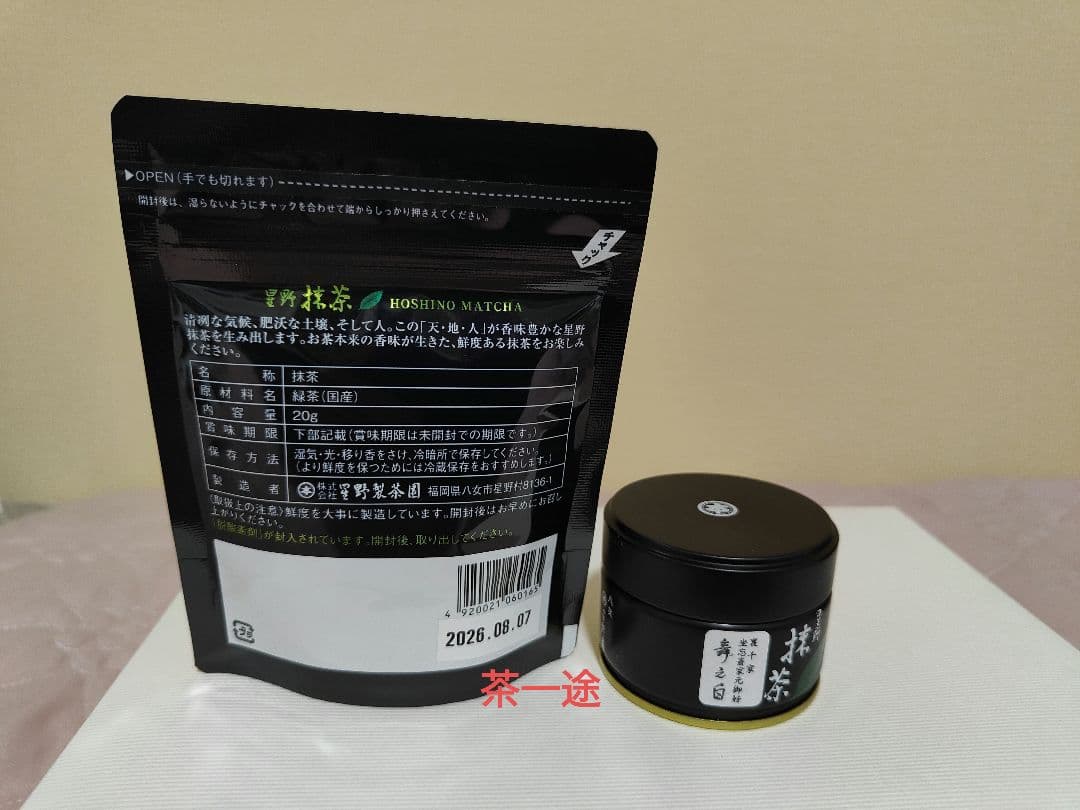 ▶OPEN(手でも切れます)
開封後は、湿らないようにチャックを合わせて端からしっかり押さえてください。
チャック
星野抹茶 HOSHINO MATCHA
清冽な気候、肥沃な土壌、そして人。この「天・地・人」が香味豊かな星野
抹茶を生み出します。お茶本来の香味が生きた、鮮度ある抹茶をお楽しみ
ください。
名称 抹茶
原材料名 緑茶(国産)
内容量 20g
賞味期限 下部記載(賞味期限は未開封での期限です。)
保存方法 湿気・光・移り香をさけ、冷暗所で保存してください。
(より鮮度を保つためには冷蔵保存をおすすめします。)
製造者 株式会社 星野製茶園 福岡県八女市星野村8136-1
〈取扱上の注意〉鮮度を大事に製造しています。開封後はお早めにお召し
上がりください。
「脱酸素剤」が封入されています。開封後、取り出してください。
4 920021 060165
2026.08.07
プラ
茶一途
抹茶
裏千家
坐忘斎家元御好
壽之白